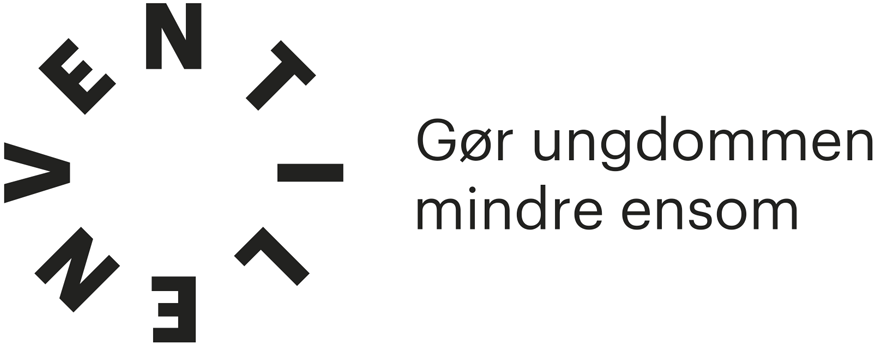 VENTILEN
Gør ungdommen
mindre ensom